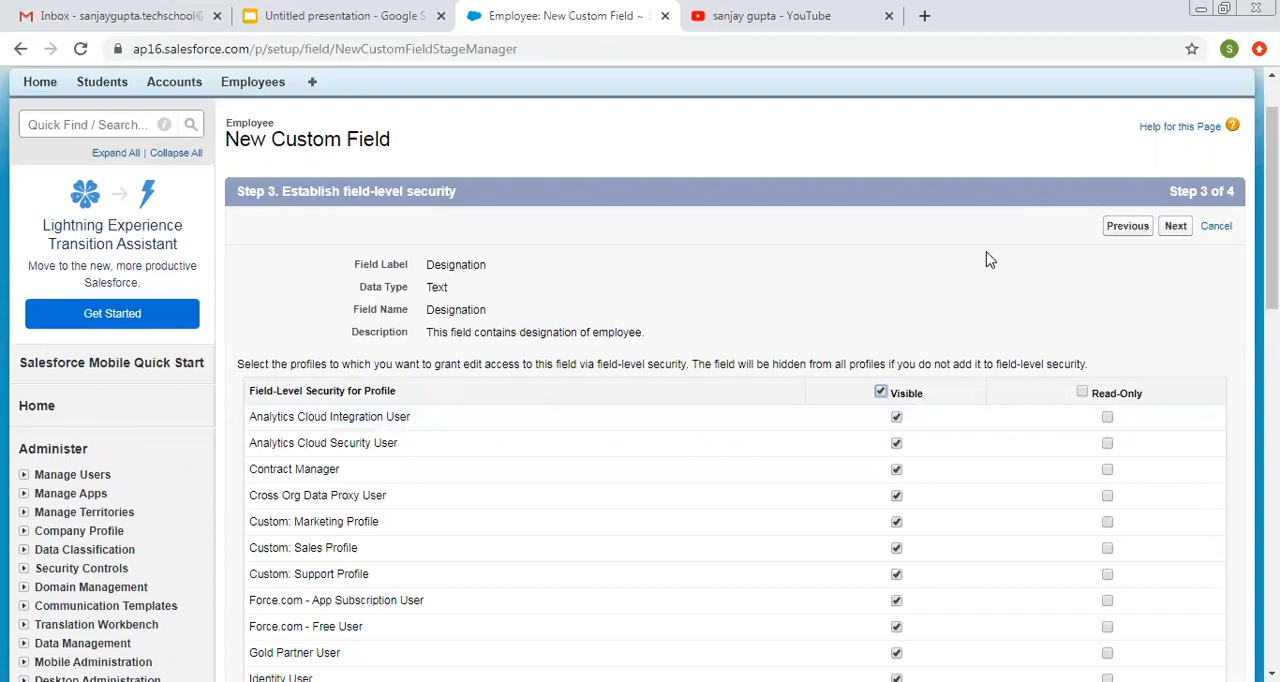 Inbox - sanjaygupta.techschool@
Untitled presentation - Google S
Employee: New Custom Field ~ S
sanjay gupta - YouTube
ap16.salesforce.com/p/setup/field/NewCustomFieldStageManager
S
Home Students Accounts Employees
Quick Find / Search...
Expand All | Collapse All
Lightning Experience
Transition Assistant
Move to the new, more productive
Salesforce.
Get Started
Salesforce Mobile Quick Start
Home
Administer
Manage Users
Manage Apps
Manage Territories
Company Profile
Data Classification
Security Controls
Domain Management
Communication Templates
Translation Workbench
Data Management
Mobile Administration
Desktop Administration
Employee
New Custom Field
Help for this Page ?
Step 3. Establish field-level security Step 3 of 4
Previous Next Cancel
Field Label Designation
Data Type Text
Field Name Designation
Description This field contains designation of employee.
Select the profiles to which you want to grant edit access to this field via field-level security. The field will be hidden from all profiles if you do not add it to field-level security.
Field-Level Security for Profile Visible Read-Only
Analytics Cloud Integration User
Analytics Cloud Security User
Contract Manager
Cross Org Data Proxy User
Custom: Marketing Profile
Custom: Sales Profile
Custom: Support Profile
Force.com - App Subscription User
Force.com - Free User
Gold Partner User
Identity User